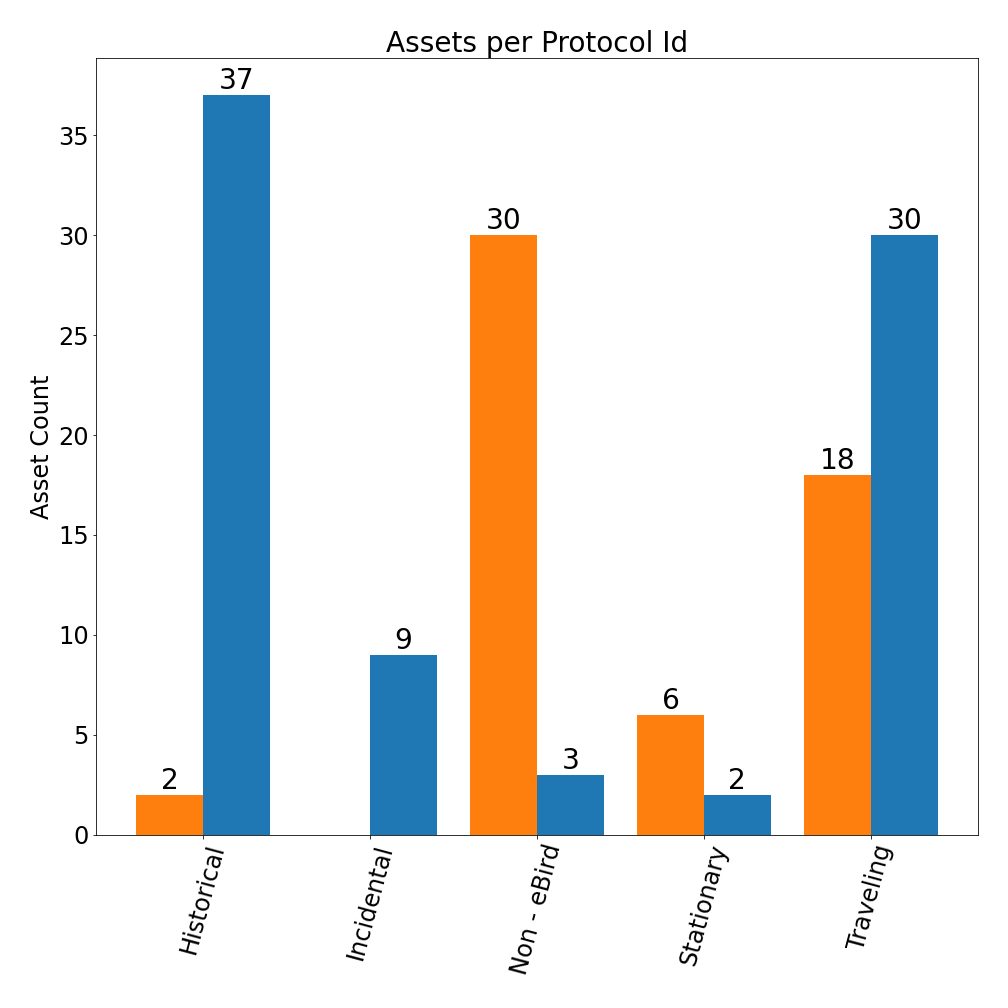 Assets per Protocol Id
37
35
30
30
30
25
20
18
15
10
9
6
5
3
2
2
0
Asset Count
Historical
Incidental
Non - eBird
Stationary
Traveling